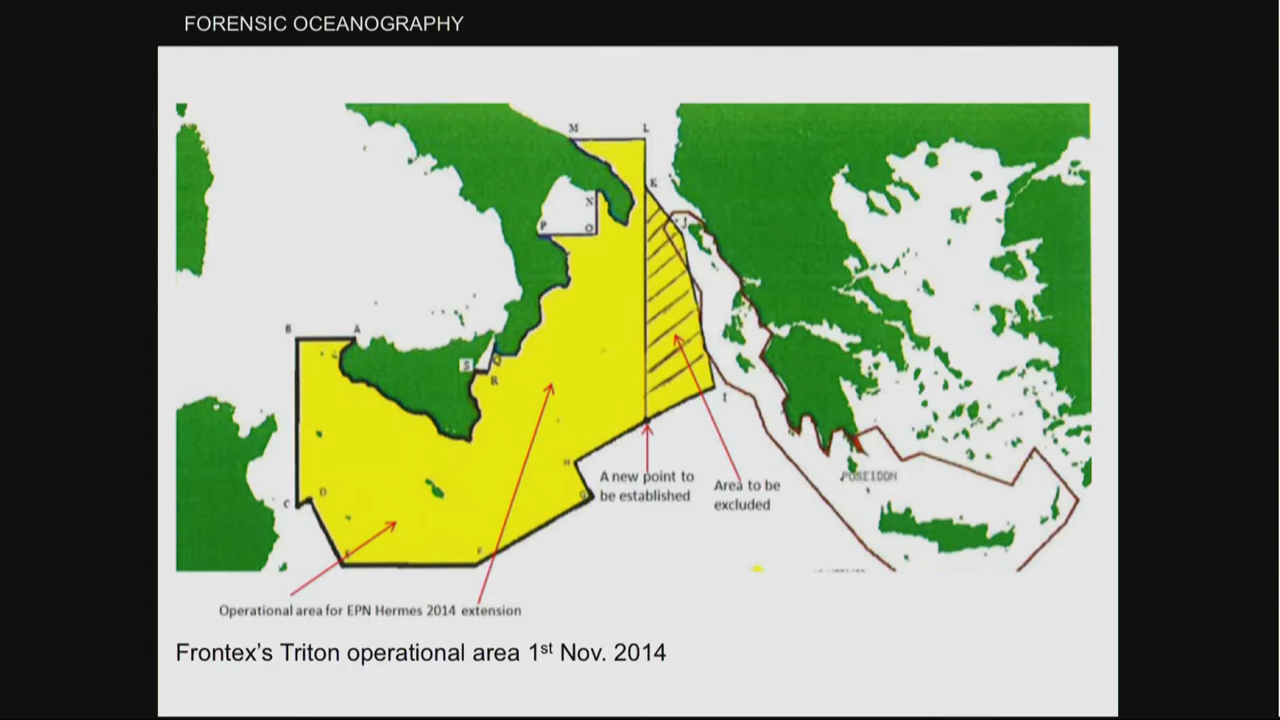 FORENSIC OCEANOGRAPHY
M
L
K
N
J
P
O
B
A
S
Q
R
I
H
A new point to
be established
Area to be
excluded
POSEIDON
D
G
C
E
F
Operational area for EPN Hermes 2014 extension
Frontex's Triton operational area 1st Nov. 2014